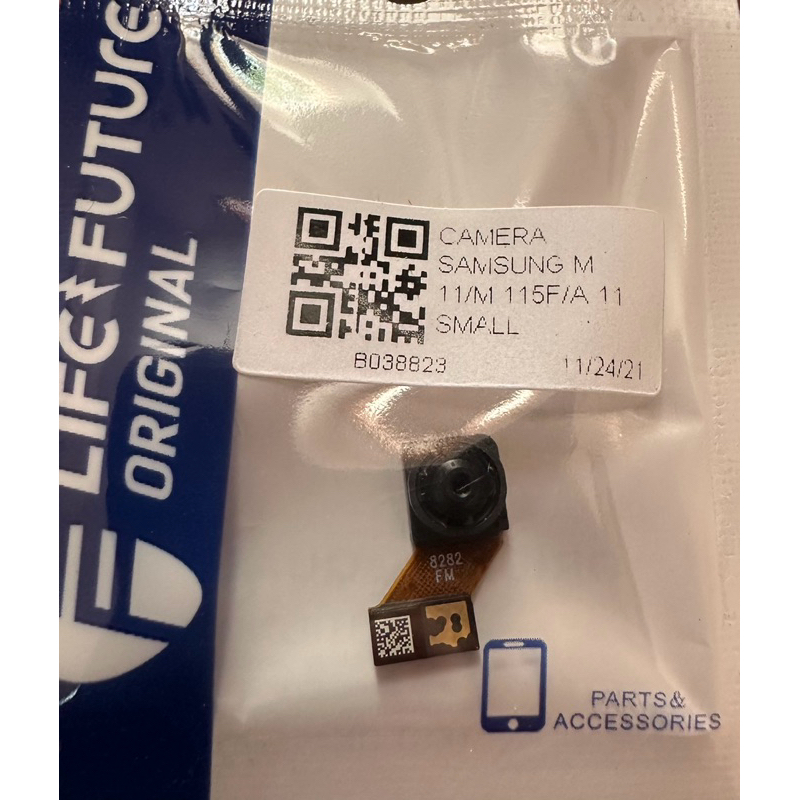 LIFE FUTURE
ORIGINAL
CAMERA
SAMSUNG M
11/M 115F/A 11
SMALL
B038823
11/24/21
8282
FM
PARTS&
ACCESSORIES